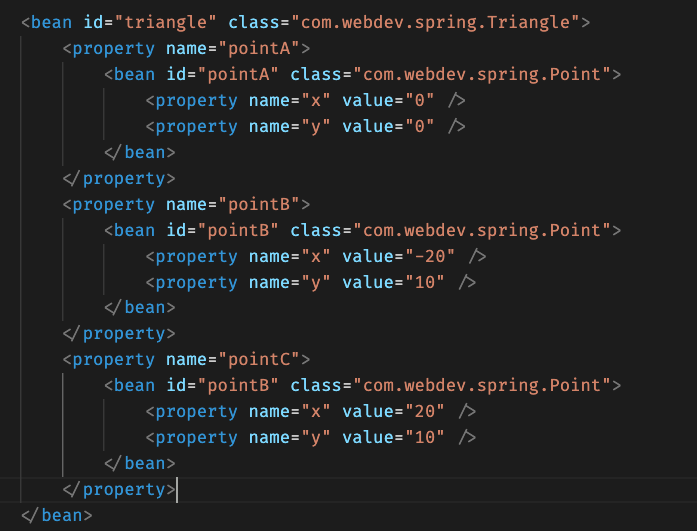 <bean id="triangle" class="com.webdev.spring.Triangle">
<property name="pointA">
<bean id="pointA" class="com.webdev.spring.Point">
<property name="x" value="0" />
<property name="y" value="0" />
</bean>
</property>
<property name="pointB">
<bean id="pointB" class="com.webdev.spring.Point">
<property name="x" value="-20" />
<property name="y" value="10" />
</bean>
</property>
<property name="pointC">
<bean id="pointB" class="com.webdev.spring.Point">
<property name="x" value="20" />
<property name="y" value="10" />
</bean>
</property>
</bean>